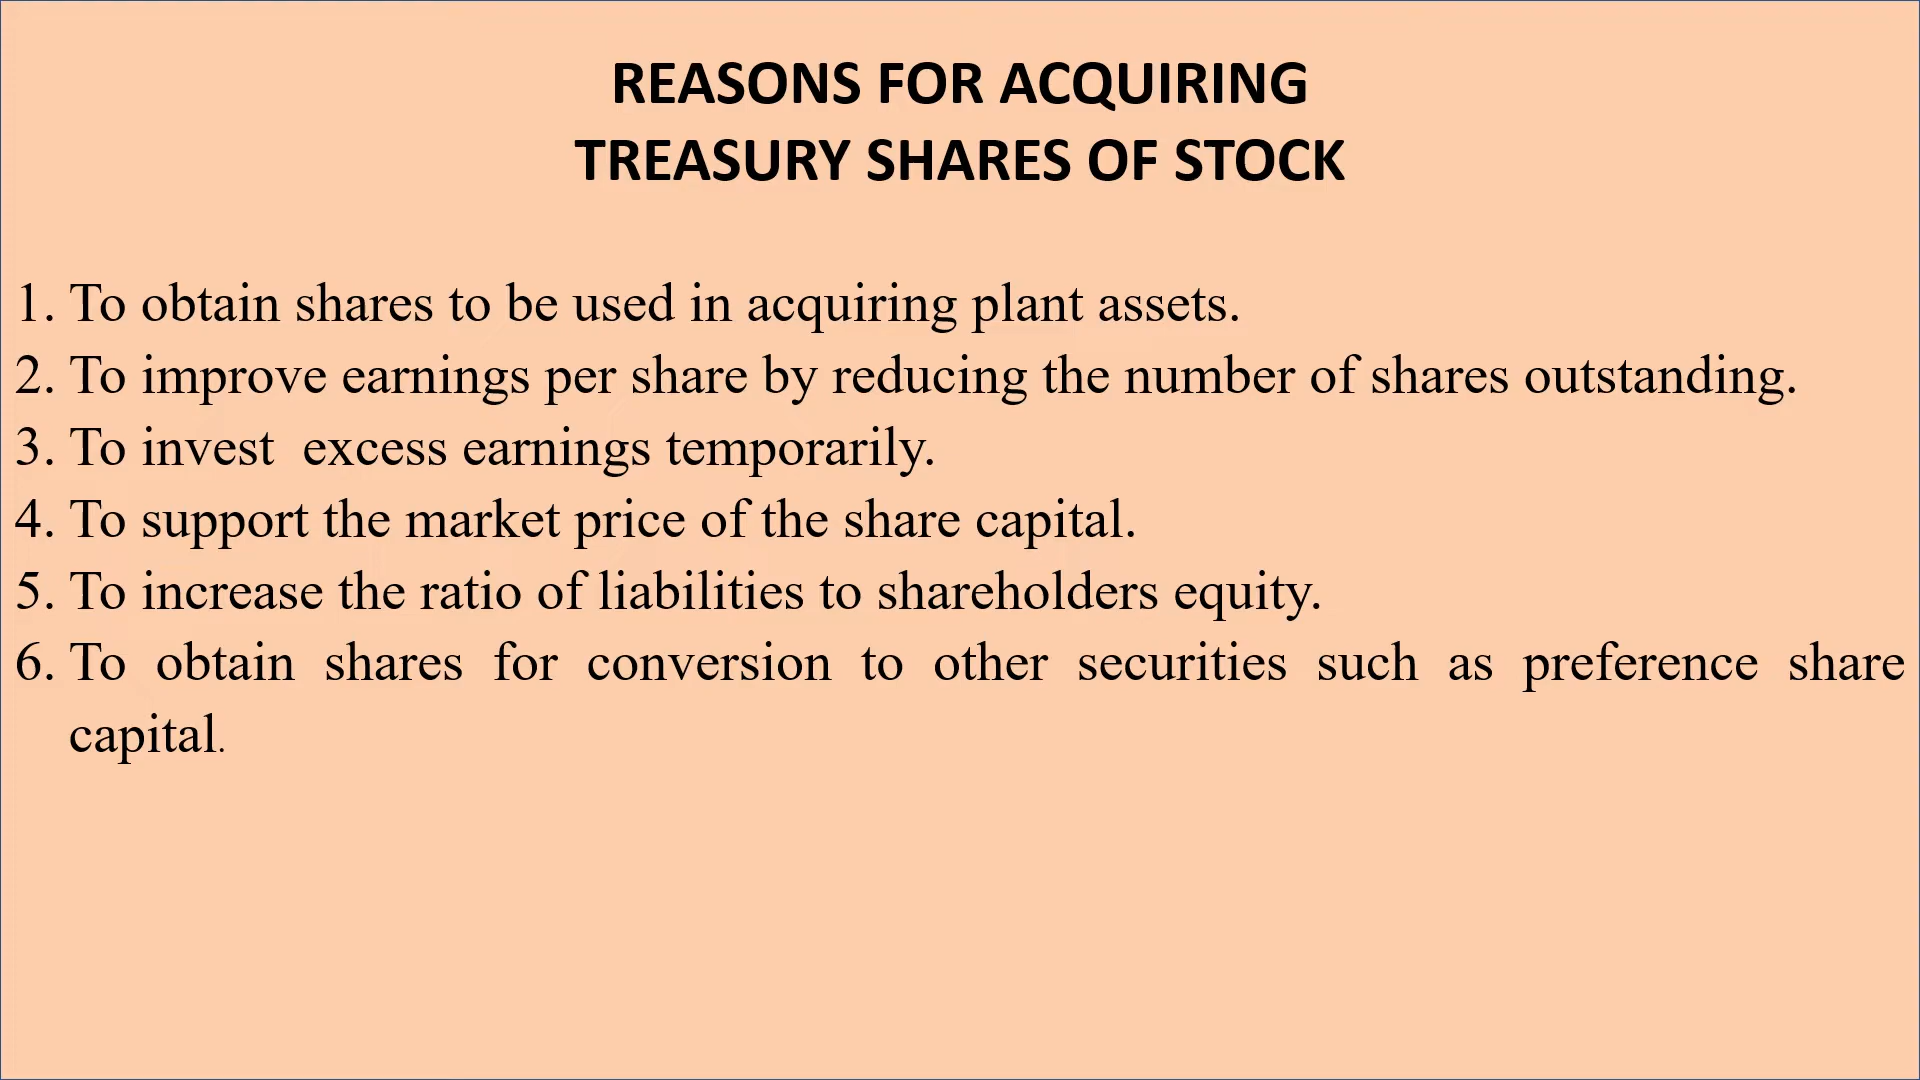 REASONS FOR ACQUIRING
TREASURY SHARES OF STOCK
1. To obtain shares to be used in acquiring plant assets.
2. To improve earnings per share by reducing the number of shares outstanding.
3. To invest  excess earnings temporarily.
4. To support the market price of the share capital.
5. To increase the ratio of liabilities to shareholders equity.
6. To obtain shares for conversion to other securities such as preference share
capital.